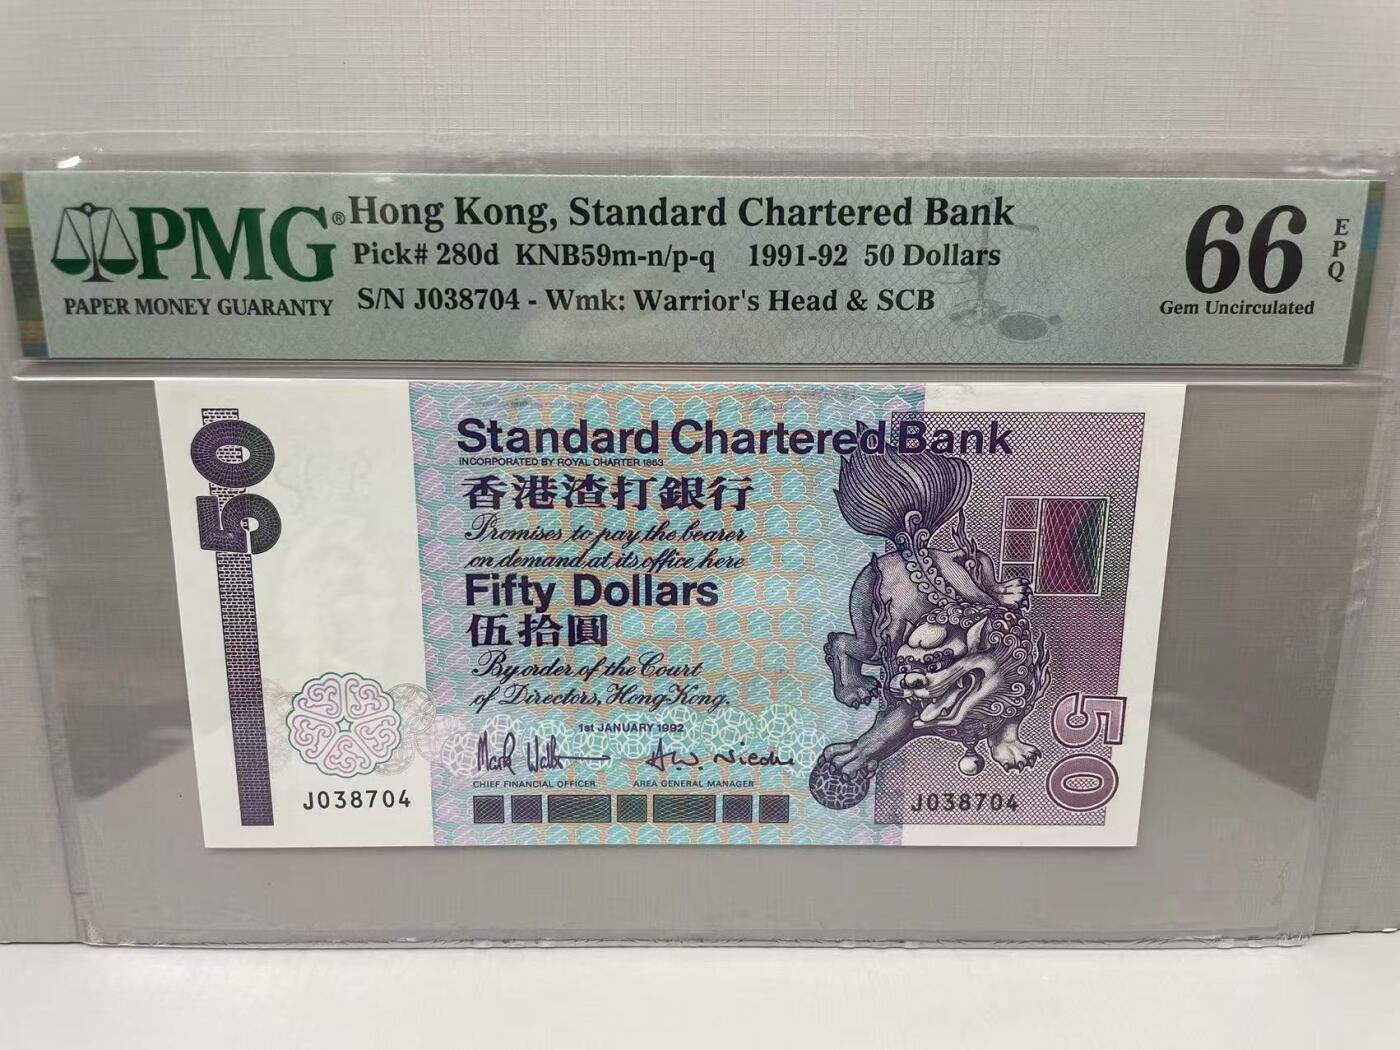 PMG®
PAPER MONEY GUARANTY
Hong Kong, Standard Chartered Bank
Pick# 280d KNB59m-n/p-q 1991-92 50 Dollars
S/N J038704 - Wmk: Warrior's Head & SCB
66
EPQ
Gem Uncirculated
50
Standard Chartered Bank
INCORPORATED BY ROYAL CHARTER 1853
香港渣打銀行
Promises to pay the bearer
on demand at its office here
Fifty Dollars
伍拾圓
By order of the Court
of Directors, Hong Kong.
1st JANUARY 1992
CHIEF FINANCIAL OFFICER
AREA GENERAL MANAGER
J038704
J038704
50